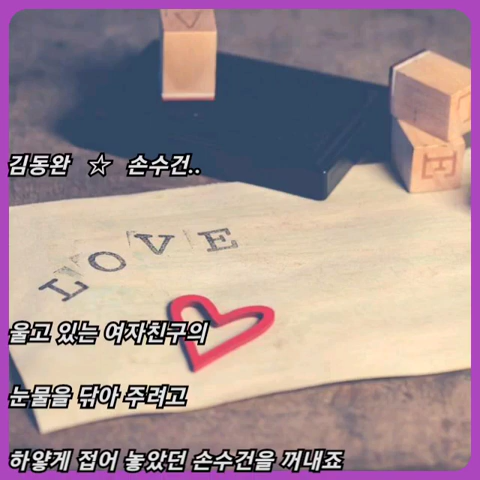 V
E
김동완 ☆ 손수건..
LOVE
울고 있는 여자친구의
눈물을 닦아 주려고
하얗게 접어 놓았던 손수건을 꺼내죠